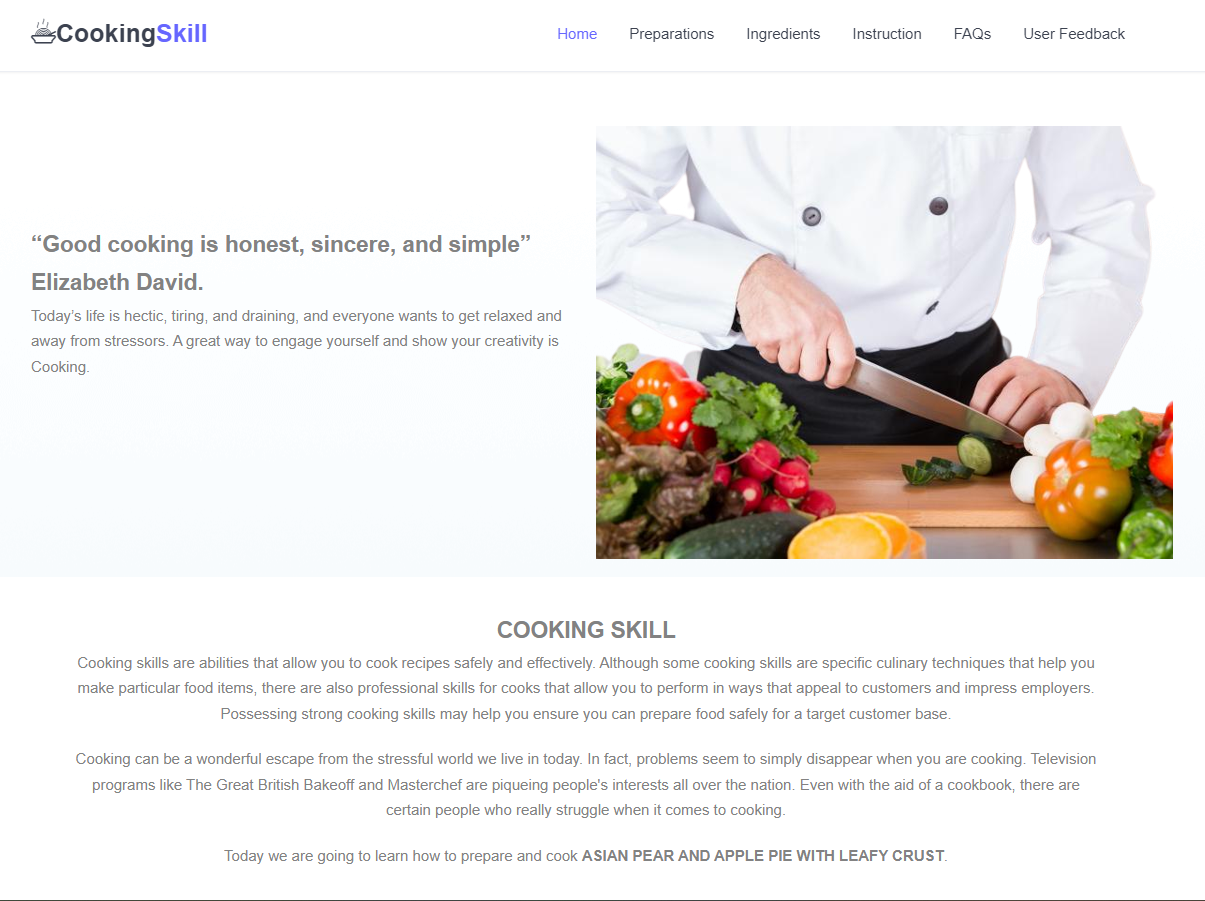 CookingSkill
Home Preparations Ingredients Instruction FAQs User Feedback
“Good cooking is honest, sincere, and simple”
Elizabeth David.
Today’s life is hectic, tiring, and draining, and everyone wants to get relaxed and
away from stressors. A great way to engage yourself and show your creativity is
Cooking.
COOKING SKILL
Cooking skills are abilities that allow you to cook recipes safely and effectively. Although some cooking skills are specific culinary techniques that help you
make particular food items, there are also professional skills for cooks that allow you to perform in ways that appeal to customers and impress employers.
Possessing strong cooking skills may help you ensure you can prepare food safely for a target customer base.
Cooking can be a wonderful escape from the stressful world we live in today. In fact, problems seem to simply disappear when you are cooking. Television
programs like The Great British Bakeoff and Masterchef are piqueing people's interests all over the nation. Even with the aid of a cookbook, there are
certain people who really struggle when it comes to cooking.
Today we are going to learn how to prepare and cook ASIAN PEAR AND APPLE PIE WITH LEAFY CRUST.